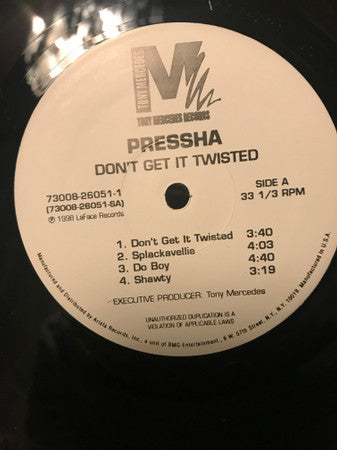 TONY MERCEDES
M
TONY MERCEDES RECORDS
PRESSHA
DON'T GET IT TWISTED
73008-26051-1
(73008-26051-SA)
℗ 1998 LaFace Records
SIDE A
33 1/3 RPM
1. Don't Get It Twistad 3:40
2. Splackavellie 4:03
3. Do Boy 4:40
4. Shawty 3:19
EXECUTIVE PRODUCER: Tony Mercedes
UNAUTHORIZED DUPLICATION IS A
VIOLATION OF APPLICABLE LAWS
Manufactured and Distributed by Arista Records, Inc., a unit of BMG Entertainment, 6 W. 57th Street, N.Y., N.Y. 10019. Manufactured in U.S.A.